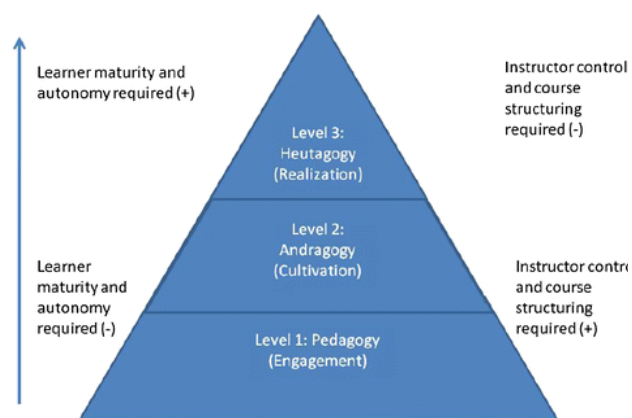 Learner maturity and
autonomy required (+)
Instructor control
and course
structuring
required (-)
Level 3:
Heutagogy
(Realization)
Level 2:
Andragogy
(Cultivation)
Learner
maturity and
autonomy
required (-)
Instructor contro
and course
structuring
required (+)
Level 1: Pedagogy
(Engagement)